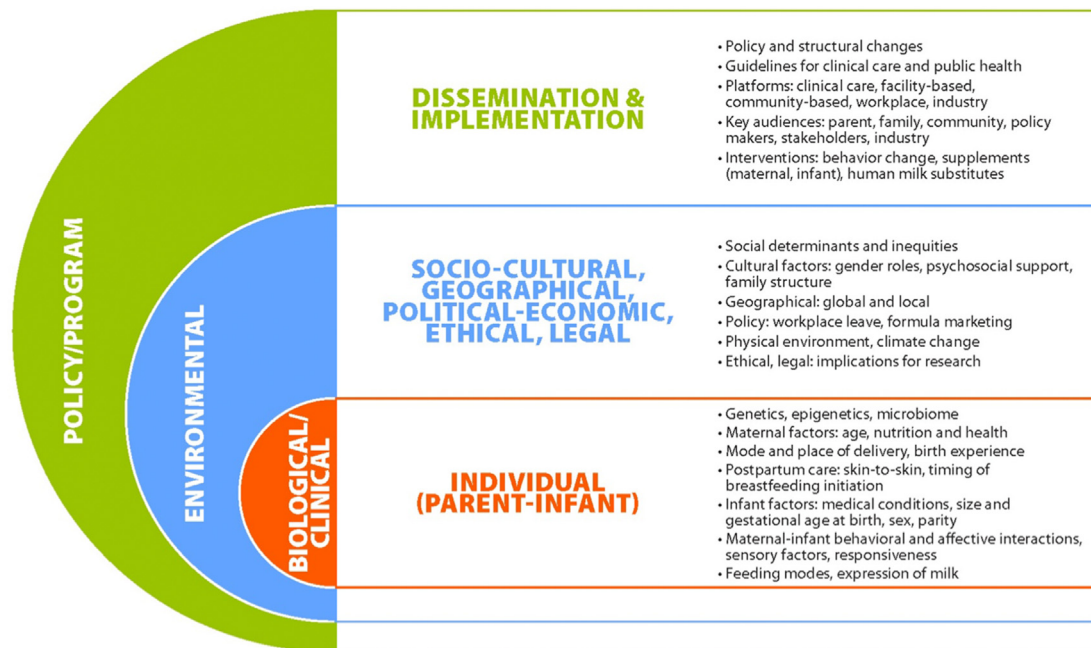 POLICY/PROGRAM
DISSEMINATION &
IMPLEMENTATION
• Policy and structural changes
• Guidelines for clinical care and public health
• Platforms: clinical care, facility-based,
community-based, workplace, industry
• Key audiences: parent, family, community, policy
makers, stakeholders, industry
• Interventions: behavior change, supplements
(maternal, infant), human milk substitutes
ENVIRONMENTAL
SOCIO-CULTURAL,
GEOGRAPHICAL,
POLITICAL-ECONOMIC,
ETHICAL, LEGAL
• Social determinants and inequities
• Cultural factors: gender roles, psychosocial support,
family structure
• Geographical: global and local
• Policy: workplace leave, formula marketing
• Physical environment, climate change
• Ethical, legal: implications for research
BIOLOGICAL/
CLINICAL
INDIVIDUAL
(PARENT-INFANT)
• Genetics, epigenetics, microbiome
• Maternal factors: age, nutrition and health
• Mode and place of delivery, birth experience
• Postpartum care: skin-to-skin, timing of
breastfeeding initiation
• Infant factors: medical conditions, size and
gestational age at birth, sex, parity
• Maternal-infant behavioral and affective interactions,
sensory factors, responsiveness
• Feeding modes, expression of milk